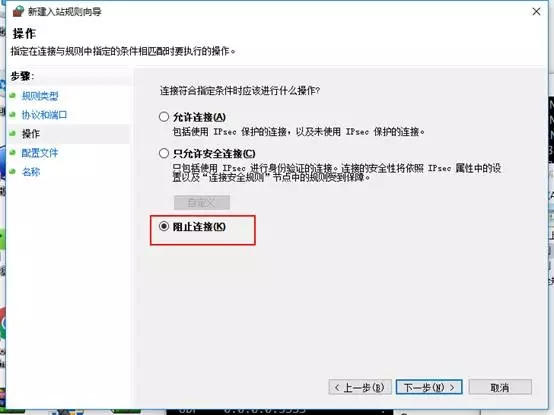 新建入站规则向导
操作
指定在连接与规则中指定的条件相匹配时要执行的操作。
步骤:
规则类型
协议和端口
操作
配置文件
名称
连接符合指定条件时应该进行什么操作?
允许连接(A)
包括使用 IPsec 保护的连接，以及未使用 IPsec 保护的连接。
只允许安全连接(C)
只包括使用 IPsec 进行身份验证的连接。连接的安全性将依照 IPsec 属性中的设
置以及“连接安全规则”节点中的规则受到保障。
自定义
阻止连接(K)
< 上一步(B)
下一步(N) >
取消